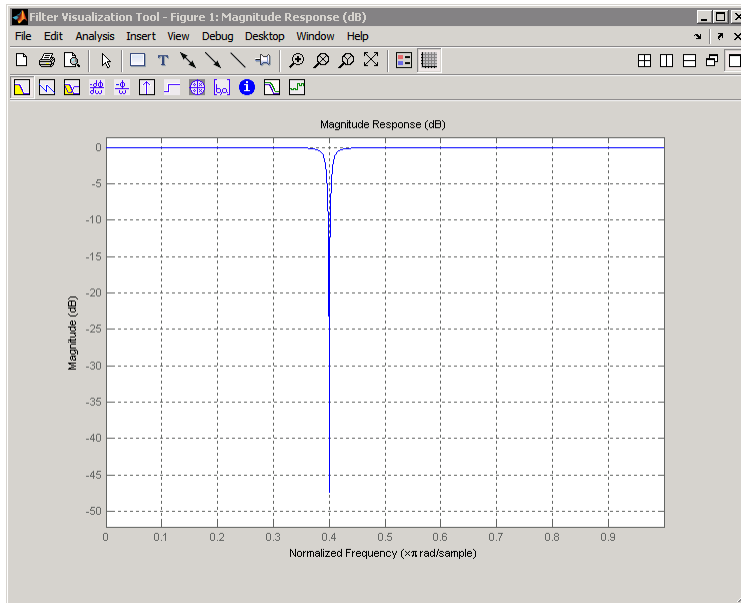 Filter Visualization Tool - Figure 1: Magnitude Response (dB)
File Edit Analysis Insert View Debug Desktop Window Help
Magnitude Response (dB)
0
-5
-10
-15
-20
-25
-30
-35
-40
-45
-50
Magnitude (dB)
0 0.1 0.2 0.3 0.4 0.5 0.6 0.7 0.8 0.9
Normalized Frequency (×π rad/sample)